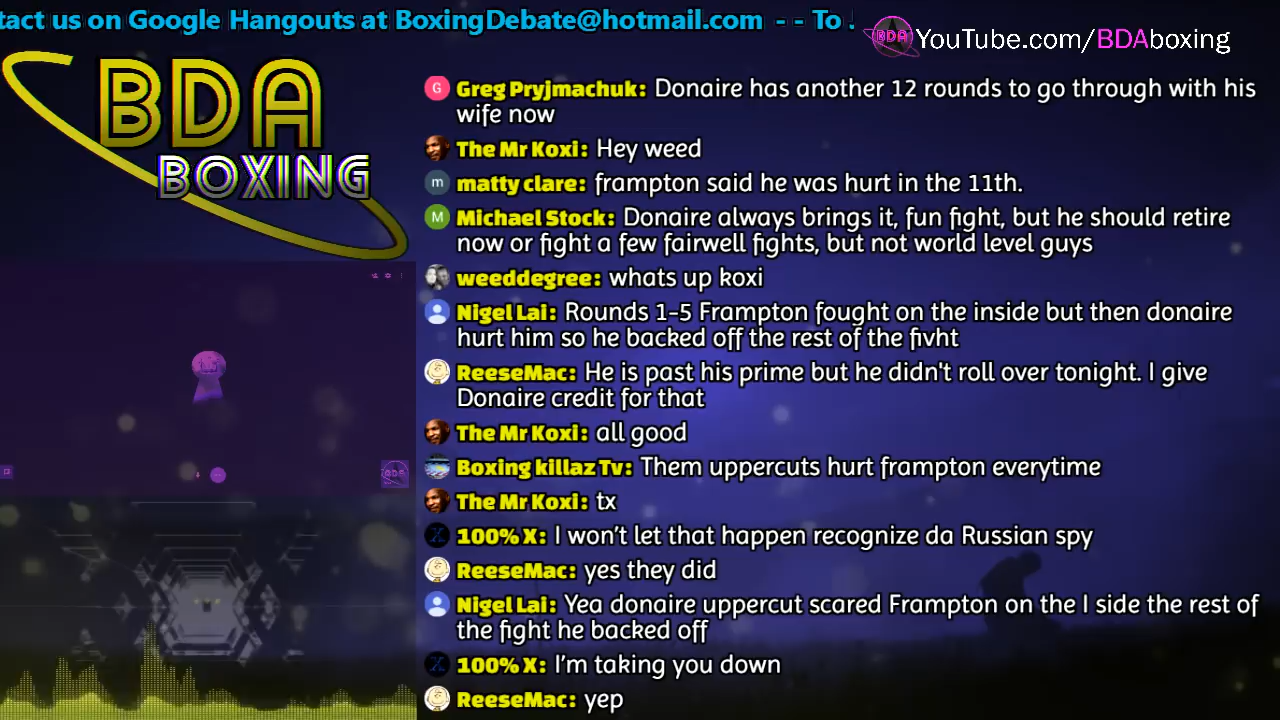 tact us on Google Hangouts at BoxingDebate@hotmail.com - - To
BDA
YouTube.com/BDAboxing
BDA
BOXING
G
Greg Pryjmachuk: Donaire has another 12 rounds to go through with his
wife now
The Mr Koxi: Hey weed
m
matty clare: frampton said he was hurt in the 11th.
M
Michael Stock: Donaire always brings it, fun fight, but he should retire
now or fight a few fairwell fights, but not world level guys
weeddegree: whats up koxi
Nigel Lai: Rounds 1-5 Frampton fought on the inside but then donaire
hurt him so he backed off the rest of the fivht
ReeseMac: He is past his prime but he didn't roll over tonight. I give
Donaire credit for that
The Mr Koxi: all good
Boxing killaz Tv: Them uppercuts hurt frampton everytime
The Mr Koxi: tx
X
100% X: I won’t let that happen recognize da Russian spy
ReeseMac: yes they did
Nigel Lai: Yea donaire uppercut scared Frampton on the I side the rest of
the fight he backed off
X
100% X: I’m taking you down
ReeseMac: yep
BDA